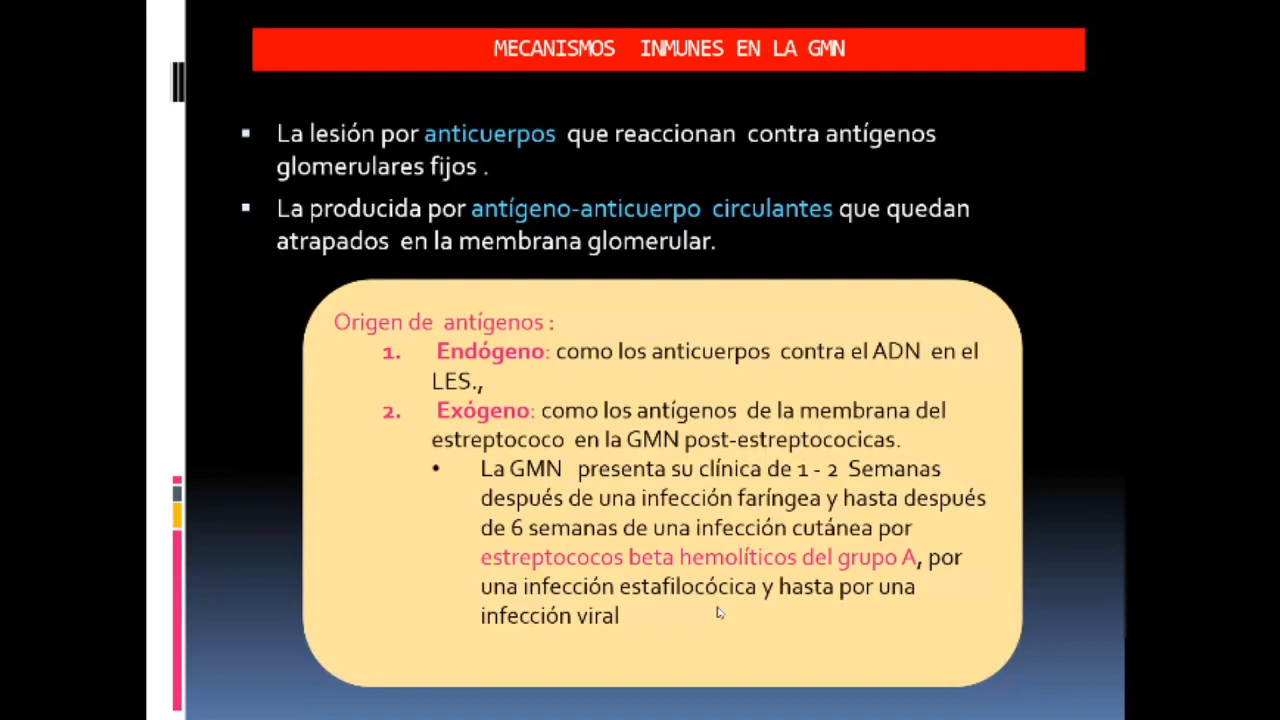 MECANISMOS INMUNES EN LA GMN
▪ La lesión por anticuerpos que reaccionan contra antígenos
glomerulares fijos .
▪ La producida por antígeno-anticuerpo circulantes que quedan
atrapados en la membrana glomerular.
Origen de antígenos :
1. Endógeno: como los anticuerpos contra el ADN en el
LES.,
2. Exógeno: como los antígenos de la membrana del
estreptococo en la GMN post-estreptococicas.
• La GMN presenta su clínica de 1 - 2 Semanas
después de una infección faríngea y hasta después
de 6 semanas de una infección cutánea por
estreptococos beta hemolíticos del grupo A, por
una infección estafilocócica y hasta por una
infección viral